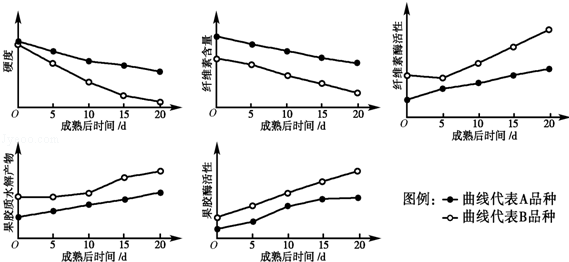 硬度
O 5 10 15 20
成熟后时间/d
纤维素含量
O 5 10 15 20
成熟后时间/d
纤维素酶活性
O 5 10 15 20
成熟后时间/d
果胶质水解产物
O 5 10 15 20
成熟后时间/d
果胶酶活性
O 5 10 15 20
成熟后时间/d
图例：曲线代表A品种
曲线代表B品种